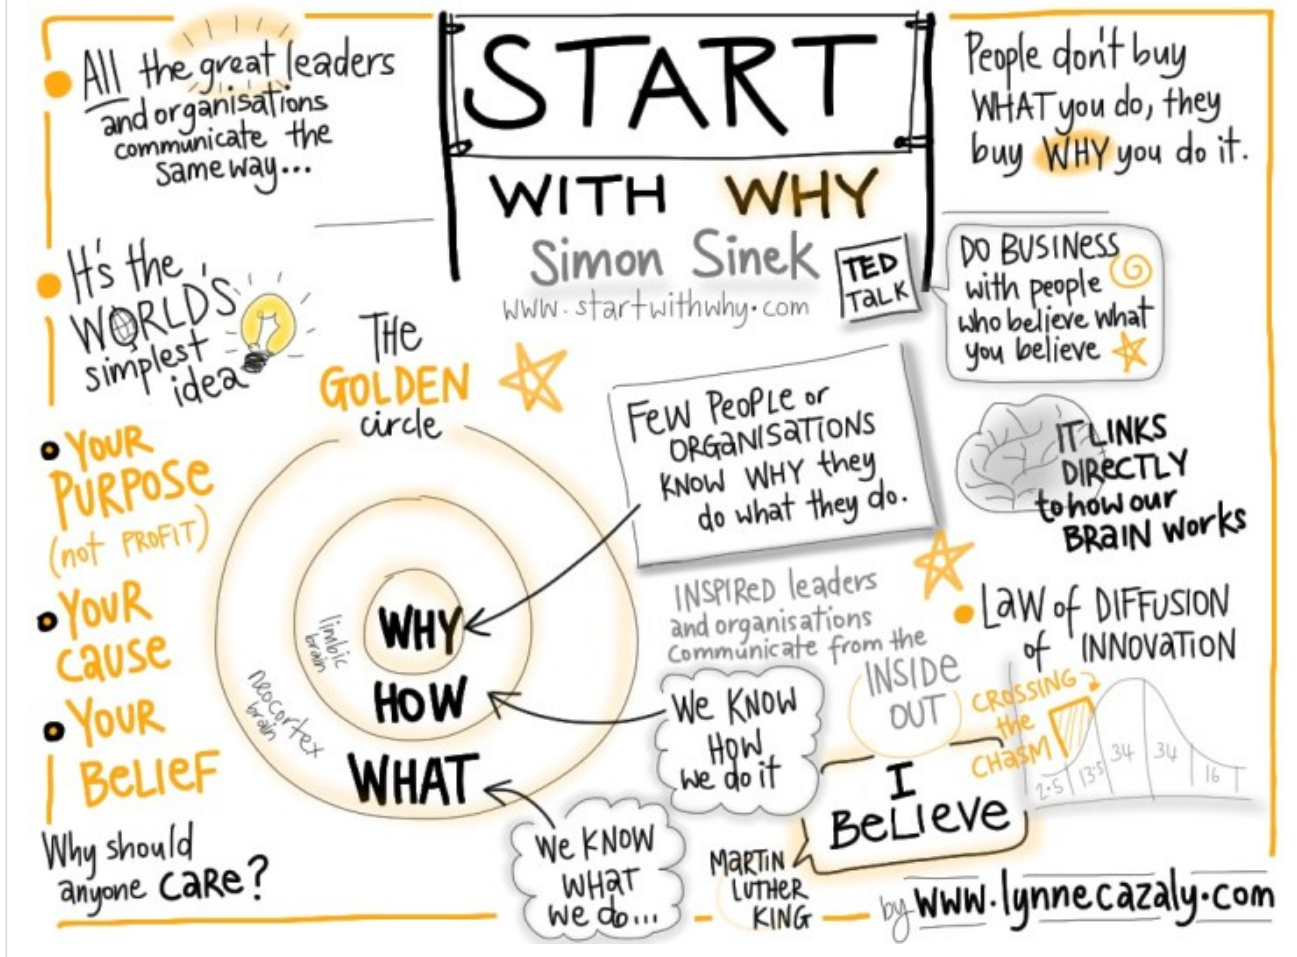 All the great leaders
and organisations
communicate the
same way...
START
WITH WHY
Simon Sinek
www.startwithwhy.com
TED
TALK
People don't buy
WHAT you do, they
buy WHY you do it.
DO BUSINESS
with people
who believe what
you believe
It's the
WORLD'S
simplest
idea
THE
GOLDEN
circle
FEW PEOPLE or
ORGANISATIONS
KNOW WHY they
do what they do.
IT LINKS
DIRECTLY
to how our
BRAIN works
YOUR
PURPOSE
(not PROFIT)
YOUR
CAUSE
YOUR
BELIEF
Why should
anyone CARE?
WHY
HOW
WHAT
limbic
brain
neocortex
brain
INSPIRED leaders
and organisations
communicate from the
INSIDE
OUT
We KNOW
HOW
we do it
We KNOW
WHAT
we do...
I
BELIEVE
MARTIN
LUTHER
KING
LAW of DIFFUSION
of INNOVATION
CROSSING
the
CHASM
2.5 13.5 34 34 16
by www.lynnecazaly.com